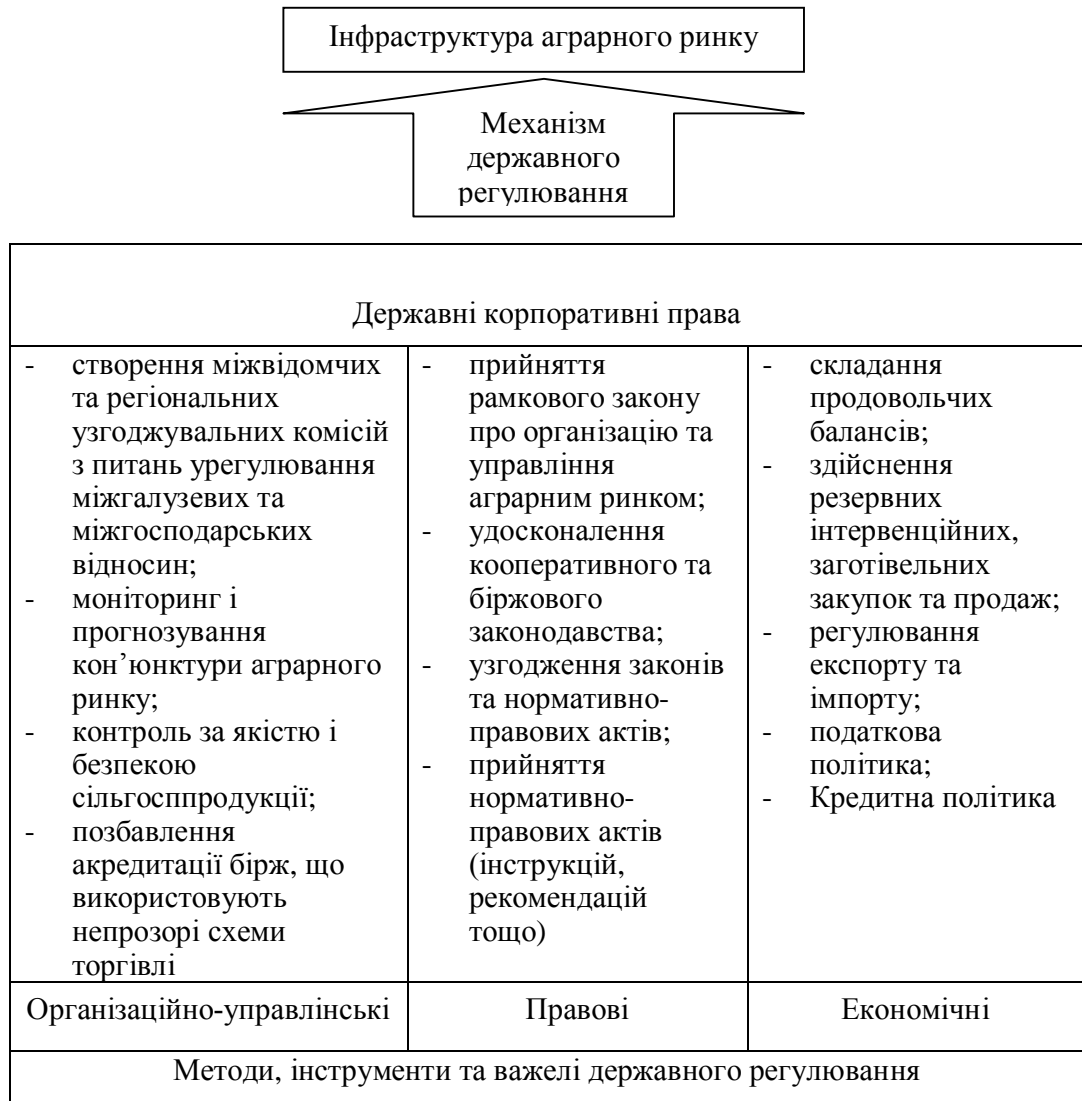 Інфраструктура аграрного ринку
Механізм
державного
регулювання
Державні корпоративні права
- створення міжвідомчих
та регіональних
узгоджувальних комісій
з питань урегулювання
міжгалузевих та
міжгосподарських
відносин;
- моніторинг і
прогнозування
кон’юнктури аграрного
ринку;
- контроль за якістю і
безпекою
сільгосппродукції;
- позбавлення
акредитації бірж, що
використовують
непрозорі схеми
торгівлі
- прийняття
рамкового закону
про організацію та
управління
аграрним ринком;
- удосконалення
кооперативного та
біржового
законодавства;
- узгодження законів
та нормативно-
правових актів;
- прийняття
нормативно-
правових актів
(інструкцій,
рекомендацій
тощо)
- складання
продовольчих
балансів;
- здійснення
резервних
інтервенційних,
заготівельних
закупок та продаж;
- регулювання
експорту та
імпорту;
- податкова
політика;
- Кредитна політика
Організаційно-управлінські
Правові
Економічні
Методи, інструменти та важелі державного регулювання